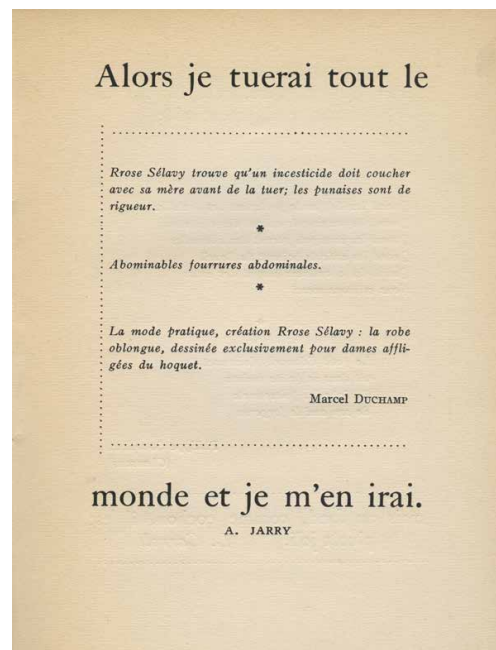 Alors je tuerai tout le
Rrose Sélavy trouve qu'un incesticide doit coucher
avec sa mère avant de la tuer; les punaises sont de
rigueur.
*
Abominables fourrures abdominales.
*
La mode pratique, création Rrose Sélavy : la robe
oblongue, dessinée exclusivement pour dames affli-
gées du hoquet.
Marcel DUCHAMP
monde et je m'en irai.
A. JARRY